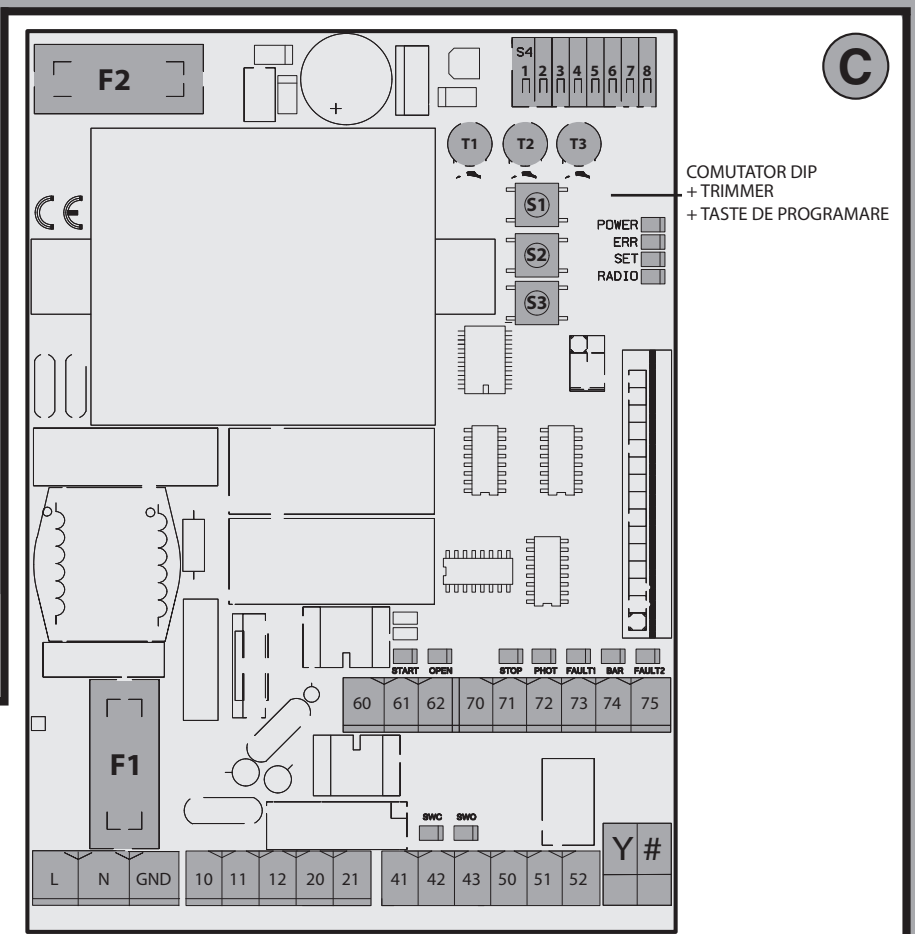 C
F2
S4
1 2 3 4 5 6 7 8
T1 T2 T3
COMUTATOR DIP
+ TRIMMER
+ TASTE DE PROGRAMARE
CE
S1
POWER
ERR
S2
SET
RADIO
S3
+
START OPEN STOP PHOT FAULT1 BAR FAULT2
60 61 62 70 71 72 73 74 75
F1
SWC SWO
Y #
L N GND 10 11 12 20 21 41 42 43 50 51 52